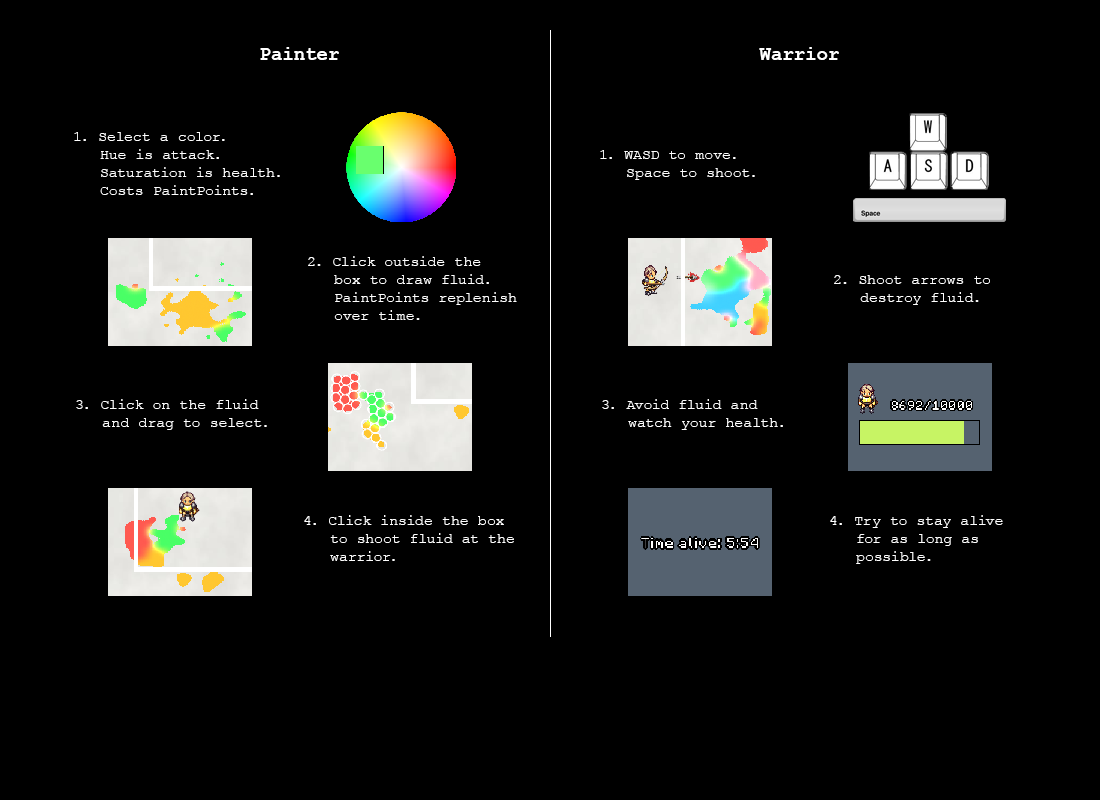 Painter
1. Select a color.
Hue is attack.
Saturation is health.
Costs PaintPoints.
2. Click outside the
box to draw fluid.
PaintPoints replenish
over time.
3. Click on the fluid
and drag to select.
4. Click inside the box
to shoot fluid at the
warrior.
Warrior
1. WASD to move.
Space to shoot.
W
A S D
Space
2. Shoot arrows to
destroy fluid.
3. Avoid fluid and
watch your health.
8692/10000
Time alive: 5:54
4. Try to stay alive
for as long as
possible.